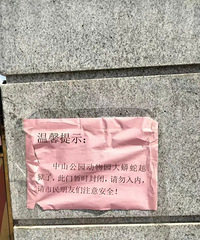 温馨提示：
中山公园动物园大蟒蛇越
狱了，此门暂时封闭，请勿入内，
请市民朋友们注意安全！